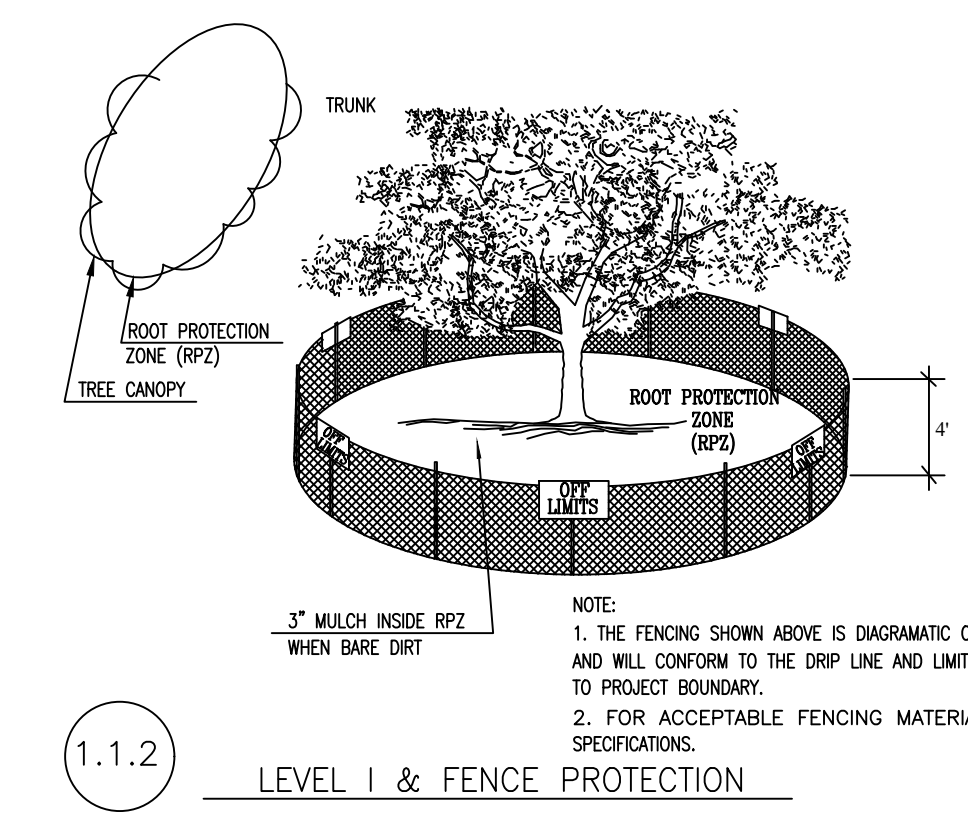 TRUNK
ROOT PROTECTION
ZONE (RPZ)
TREE CANOPY
ROOT PROTECTION
ZONE
(RPZ)
4'
OFF
LIMITS
OFF
LIMITS
OFF
LIMITS
3" MULCH INSIDE RPZ
WHEN BARE DIRT
NOTE:
1. THE FENCING SHOWN ABOVE IS DIAGRAMATIC
AND WILL CONFORM TO THE DRIP LINE AND
TO PROJECT BOUNDARY.
2. FOR ACCEPTABLE FENCING
SPECIFICATIONS.
1.1.2
LEVEL I & FENCE PROTECTION